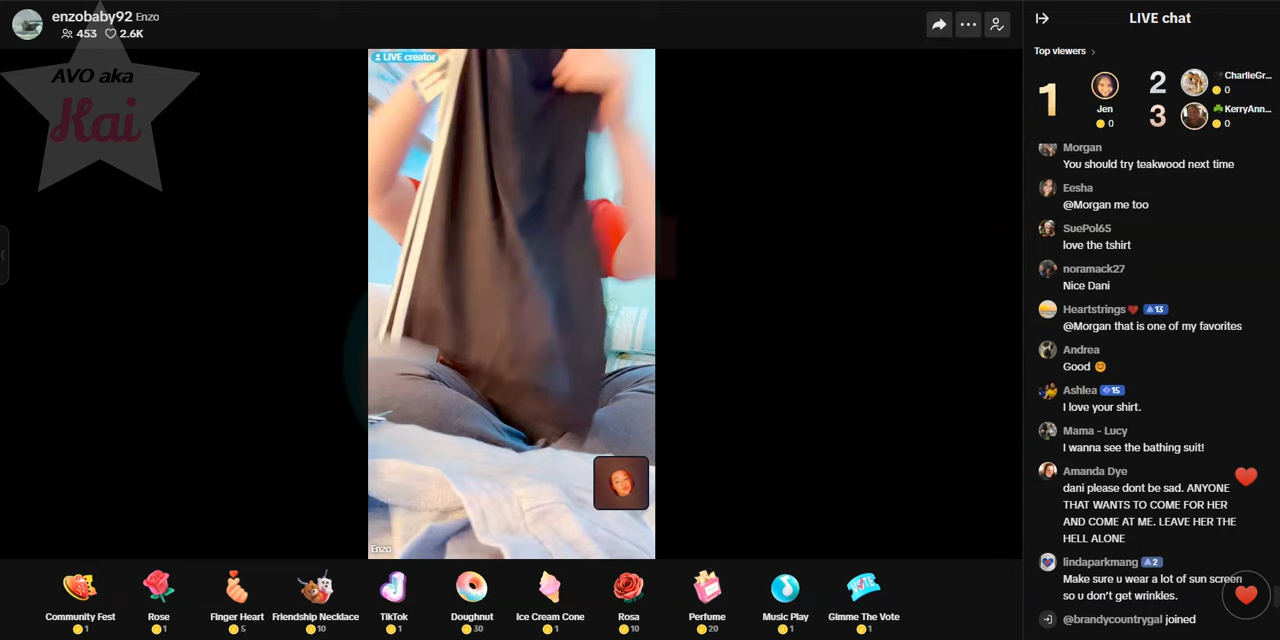 enzobaby92 Enzo
453 2.6K
AVO aka
Kai
LIVE creator
Enzo
Community Fest
1
Rose
1
Finger Heart
5
Friendship Necklace
10
TikTok
1
Doughnut
30
Ice Cream Cone
1
Rosa
10
Perfume
20
Music Play
1
Gimme The Vote
1
LIVE chat
Top viewers
1
Jen
0
2
CharlieGr...
0
3
KerryAnn...
0
Morgan
You should try teakwood next time
Eesha
@Morgan me too
SuePol65
love the tshirt
noramack27
Nice Dani
Heartstrings 13
@Morgan that is one of my favorites
Andrea
Good
Ashlea 15
I love your shirt.
Mama - Lucy
I wanna see the bathing suit!
Amanda Dye
dani please dont be sad. ANYONE
THAT WANTS TO COME FOR HER
AND COME AT ME. LEAVE HER THE
HELL ALONE
lindaparkmang 2
Make sure u wear a lot of sun screen
so u don't get wrinkles.
@brandycountrygal joined